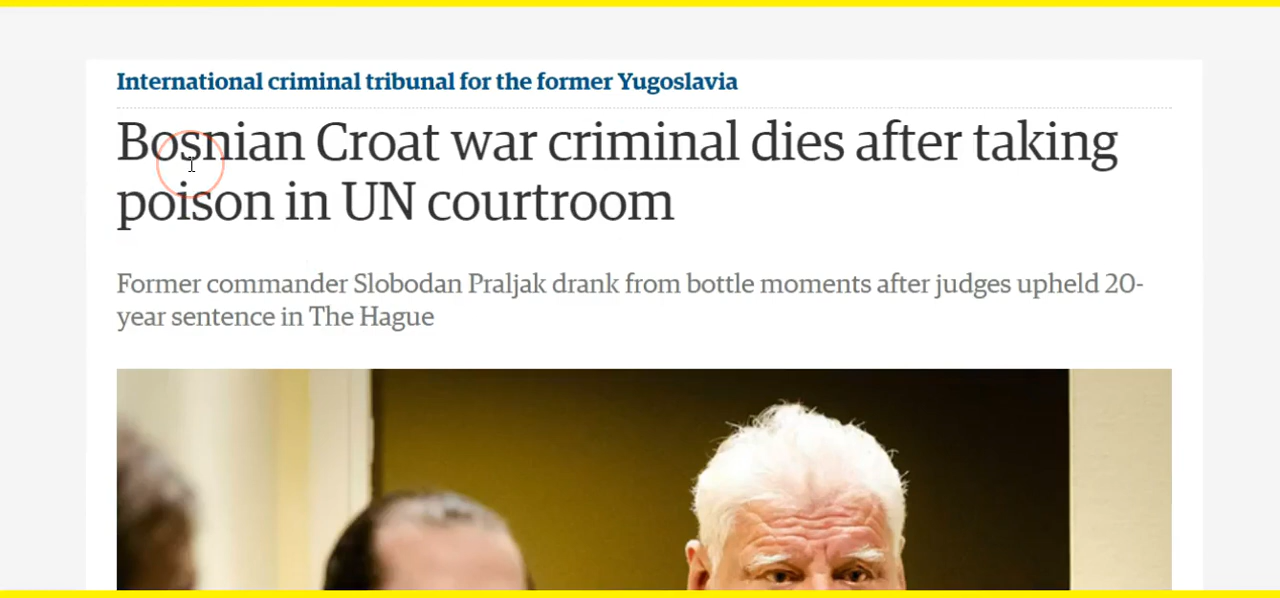 International criminal tribunal for the former Yugoslavia
Bosnian Croat war criminal dies after taking
poison in UN courtroom
Former commander Slobodan Praljak drank from bottle moments after judges upheld 20-
year sentence in The Hague